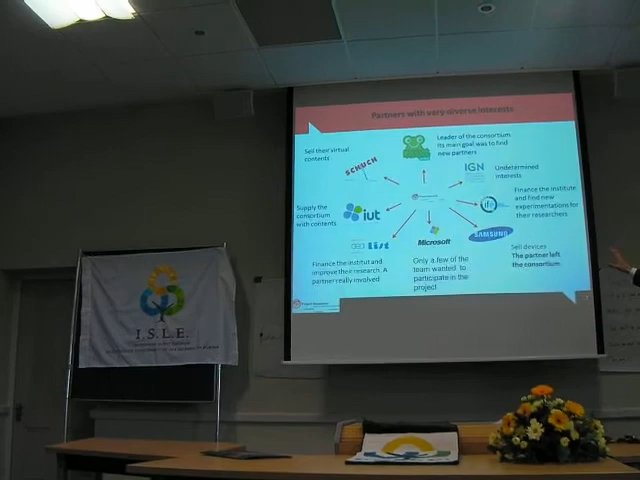 Partners with very diverse interests
Sell their virtual
contents
SCHUCH
Leader of the consortium.
Its main goal was to find
new partners
IGN
Undetermined
interests
Supply the
consortium
with contents
iut
ife
Finance the institute
and find new
experimentations for
their researchers
list
Microsoft
SAMSUNG
Finance the institut and
improve their research. A
partner really involved
Only a few of the
team wanted to
participate in the
project
Sell devices
The partner left
the consortium.
I.S.L.E.